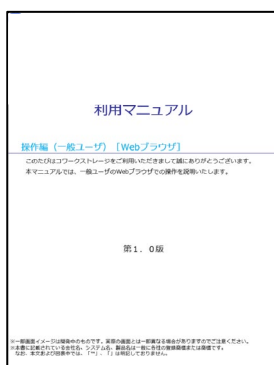 利用マニュアル
操作編（一般ユーザ）［Webブラウザ］
このたびはコワークストレージをご利用いただきまして誠にありがとうございます。
本マニュアルでは、一般ユーザのWebブラウザでの操作を説明いたします。
第1．0版
※一部画面イメージは開発中のものです。実際の画面とは一部異なる場合がありますのでご注意ください。
※本書に記載されている会社名、システム名、製品名は一般に各社の登録商標または商標です。
なお、本文および図表中では、「™」、「」は明記しておりません。